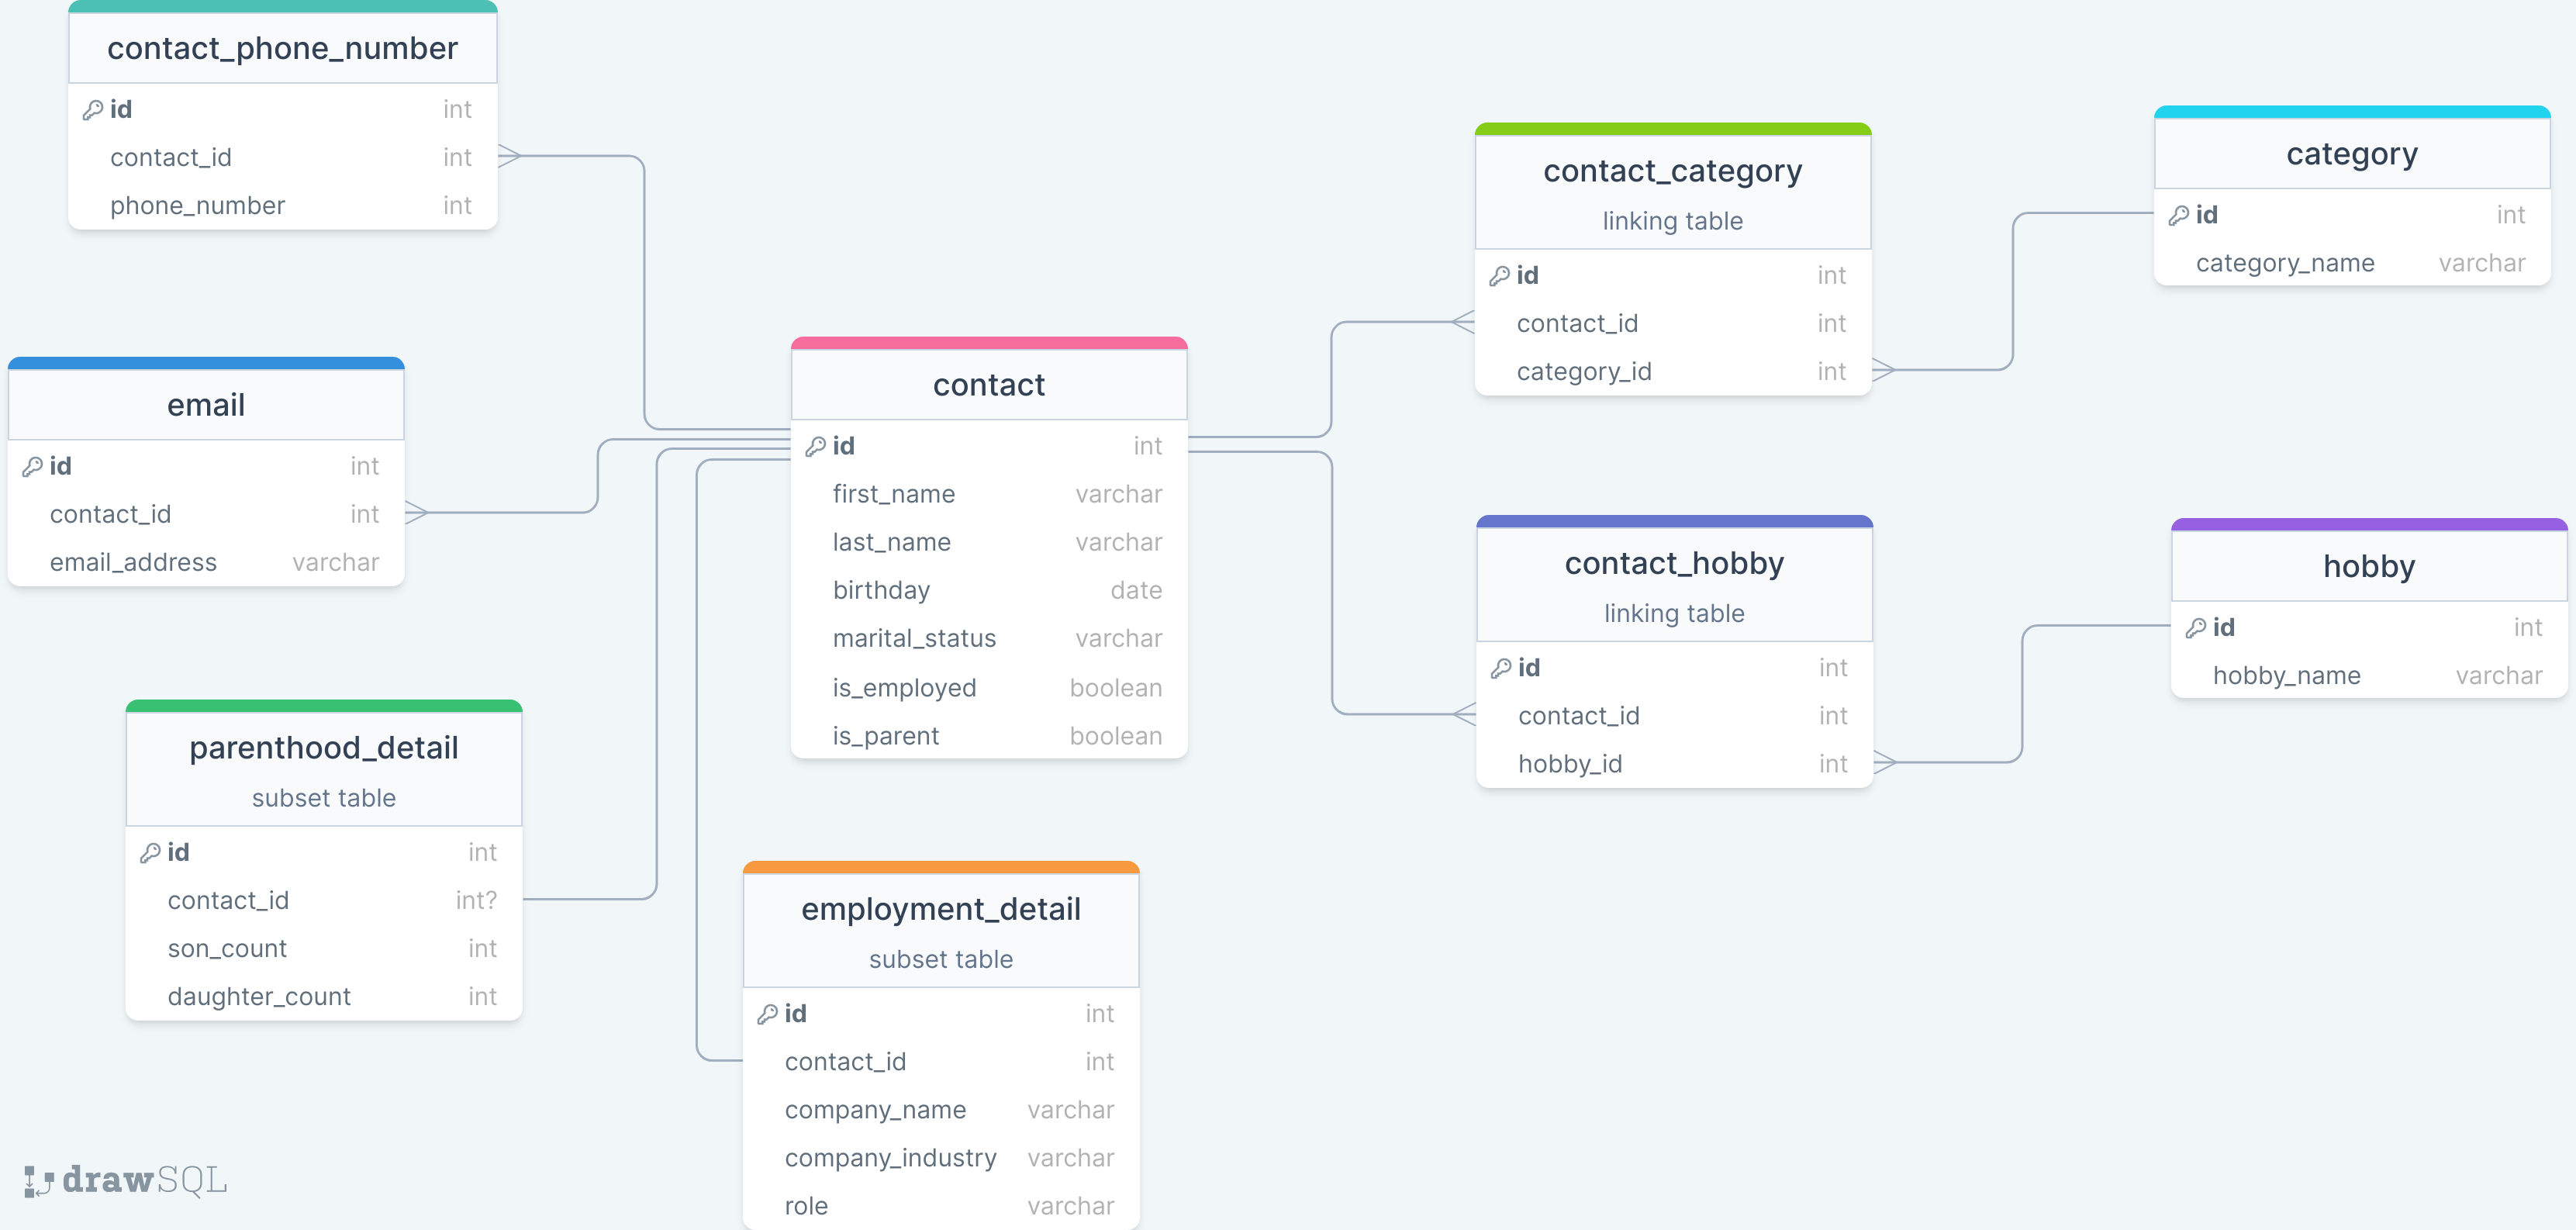 contact_phone_number
id int
contact_id int
phone_number int
email
id int
contact_id int
email_address varchar
parenthood_detail
subset table
id int
contact_id int?
son_count int
daughter_count int
contact
id int
first_name varchar
last_name varchar
birthday date
marital_status varchar
is_employed boolean
is_parent boolean
employment_detail
subset table
id int
contact_id int
company_name varchar
company_industry varchar
role varchar
contact_category
linking table
id int
contact_id int
category_id int
contact_hobby
linking table
id int
contact_id int
hobby_id int
category
id int
category_name varchar
hobby
id int
hobby_name varchar
drawSQL